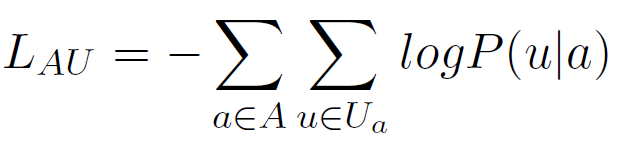 L_{AU} = - \sum_{a \in A} \sum_{u \in U_a} logP(u|a)